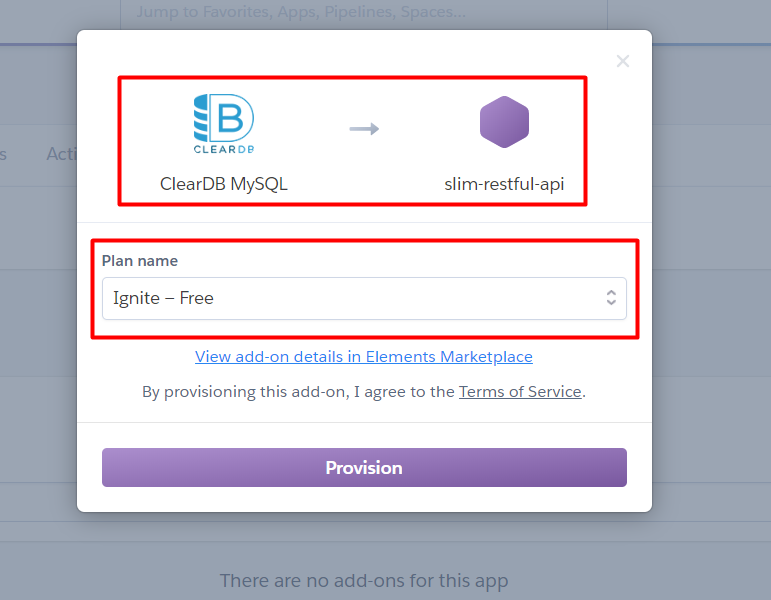 Jump to Favorites, Apps, Pipelines, Spaces...
s Acti
B
CLEARDB
ClearDB MySQL slim-restful-api
Plan name
Ignite – Free
View add-on details in Elements Marketplace
By provisioning this add-on, I agree to the Terms of Service.
Provision
There are no add-ons for this app